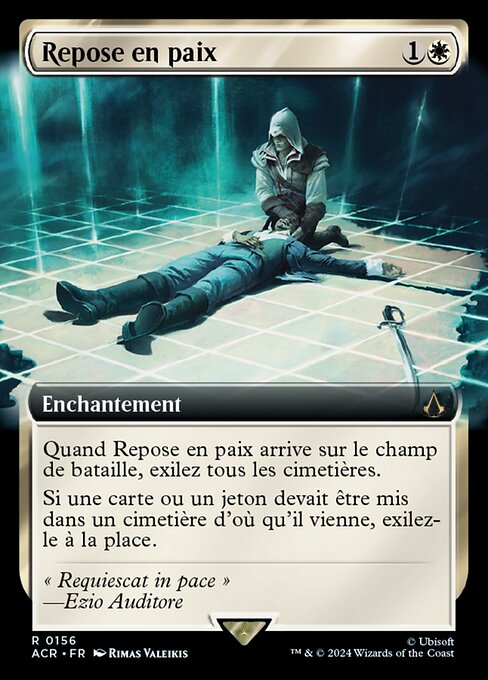 Repose en paix
1
Enchantement
Quand Repose en paix arrive sur le champ
de bataille, exilez tous les cimetières.
Si une carte ou un jeton devait être mis
dans un cimetière d'où qu'il vienne, exilez-
le à la place.
« Requiescat in pace »
—Ezio Auditore
R 0156
ACR • FR RIMAS VALEIKIS
© Ubisoft
™ & © 2024 Wizards of the Coast